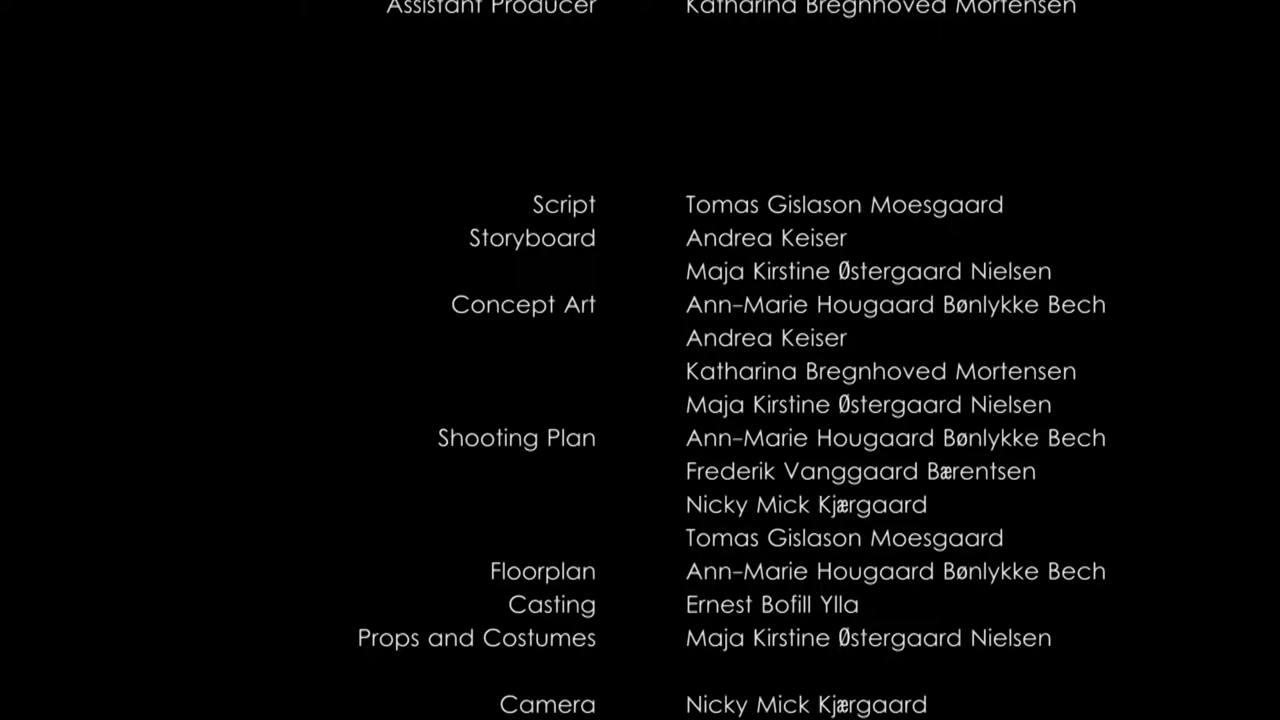 Assistant Producer Katharina Bregnhoved Mortensen
Script Tomas Gislason Moesgaard
Storyboard Andrea Keiser
Maja Kirstine Østergaard Nielsen
Concept Art Ann-Marie Hougaard Bønlykke Bech
Andrea Keiser
Katharina Bregnhoved Mortensen
Maja Kirstine Østergaard Nielsen
Shooting Plan Ann-Marie Hougaard Bønlykke Bech
Frederik Vanggaard Bærentsen
Nicky Mick Kjærgaard
Tomas Gislason Moesgaard
Floorplan Ann-Marie Hougaard Bønlykke Bech
Casting Ernest Bofill Ylla
Props and Costumes Maja Kirstine Østergaard Nielsen
Camera Nicky Mick Kjærgaard